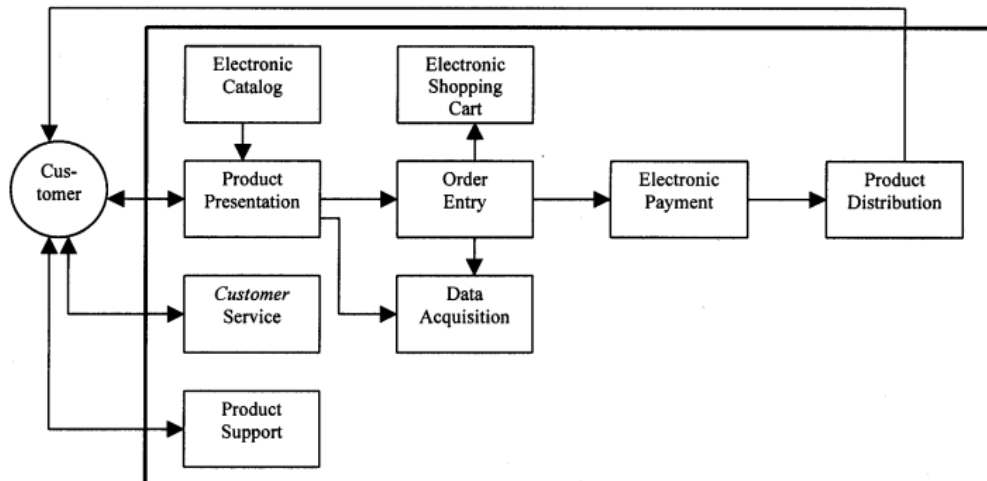 Electronic
Catalog
Electronic
Shopping
Cart
Cus-
tomer
Product
Presentation
Order
Entry
Electronic
Payment
Product
Distribution
Customer
Service
Data
Acquisition
Product
Support